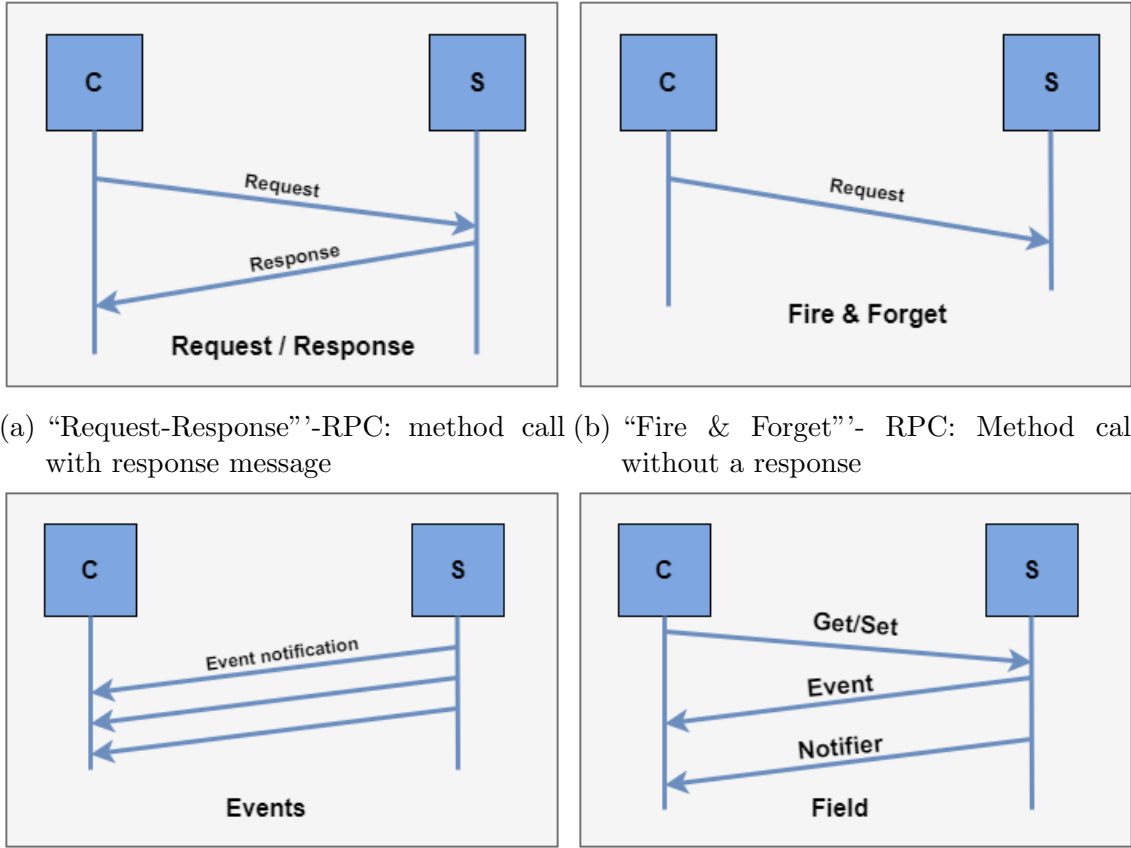 C
S
Request
Response
Request / Response
C
S
Request
Fire & Forget
(a) “Request-Response”’-RPC: method call
with response message
(b) “Fire & Forget”’- RPC: Method cal
without a response
C
S
Event notification
Events
C
S
Get/Set
Event
Notifier
Field